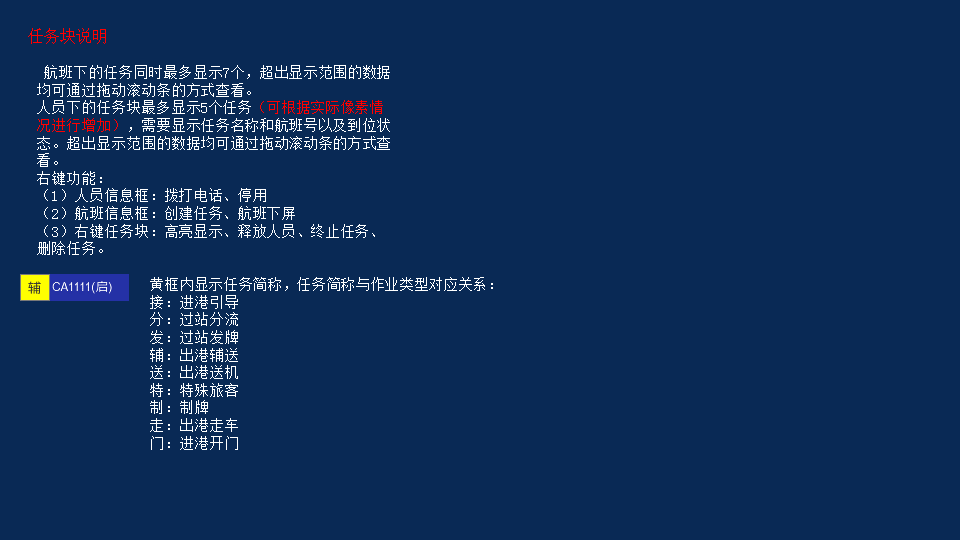 任务块说明
航班下的任务同时最多显示7个，超出显示范围的数据
均可通过拖动滚动条的方式查看。
人员下的任务块最多显示5个任务（可根据实际像素情
况进行增加），需要显示任务名称和航班号以及到位状
态。超出显示范围的数据均可通过拖动滚动条的方式查
看。
右键功能：
（1）人员信息框：拨打电话、停用
（2）航班信息框：创建任务、航班下屏
（3）右键任务块：高亮显示、释放人员、终止任务、
删除任务。
辅 CA1111(启)
黄框内显示任务简称，任务简称与作业类型对应关系：
接：进港引导
分：过站分流
发：过站发牌
辅：出港辅送
送：出港送机
特：特殊旅客
制：制牌
走：出港走车
门：进港开门